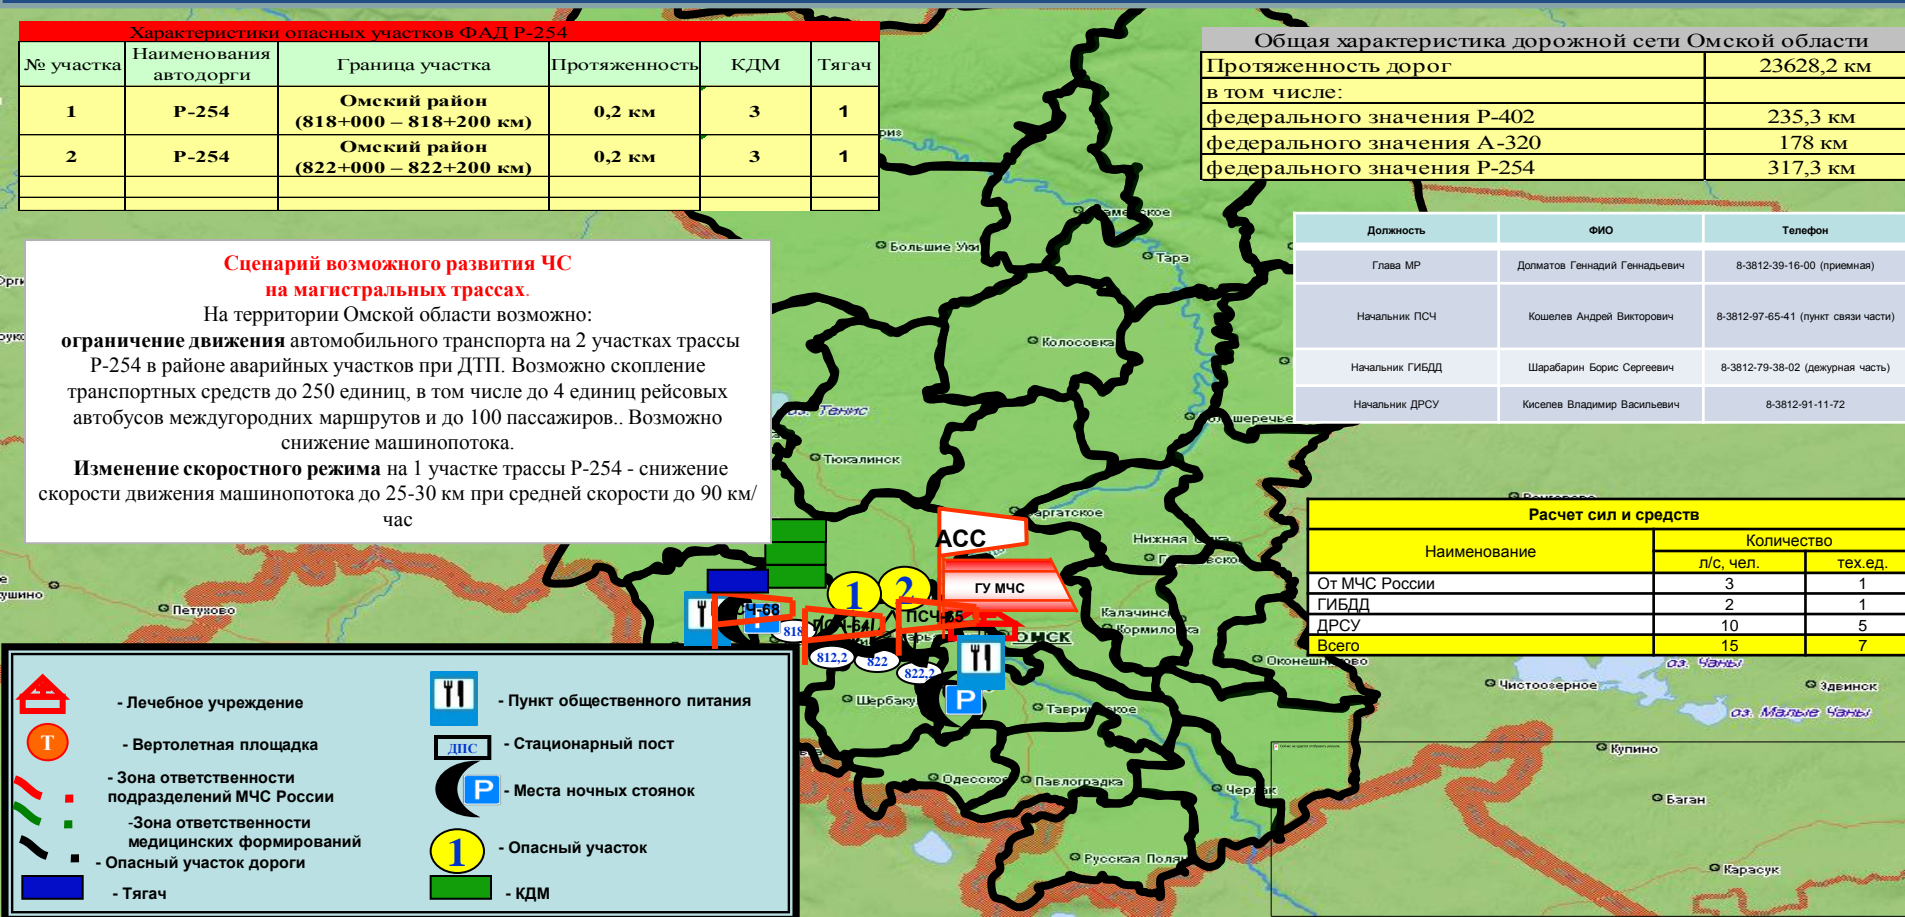 Характеристики опасных участков ФАД Р-254
№ участка
Наименования автодорги
Граница участка
Протяженность
КДМ
Тягач
1
Р-254
Омский район
(818+000 – 818+200 км)
0,2 км
3
1
2
Р-254
Омский район
(822+000 – 822+200 км)
0,2 км
3
1
Общая характеристика дорожной сети Омской области
Протяженность дорог 23628,2 км
в том числе:
федерального значения Р-402 235,3 км
федерального значения А-320 178 км
федерального значения Р-254 317,3 км
Должность ФИО Телефон
Глава МР Долматов Геннадий Геннадьевич 8-3812-39-16-00 (приемная)
Начальник ПСЧ Кошелев Андрей Викторович 8-3812-97-65-41 (пункт связи части)
Начальник ГИБДД Шарабарин Борис Сергеевич 8-3812-79-38-02 (дежурная часть)
Начальник ДРСУ Киселев Владимир Васильевич 8-3812-91-11-72
Сценарий возможного развития ЧС
на магистральных трассах.
На территории Омской области возможно:
ограничение движения автомобильного транспорта на 2 участках трассы
Р-254 в районе аварийных участков при ДТП. Возможно скопление
транспортных средств до 250 единиц, в том числе до 4 единиц рейсовых
автобусов междугородних маршрутов и до 100 пассажиров.. Возможно
снижение машинопотока.
Изменение скоростного режима на 1 участке трассы Р-254 - снижение
скорости движения машинопотока до 25-30 км при средней скорости до 90 км/
час
Расчет сил и средств
Наименование
Количество
л/с, чел. тех.ед.
От МЧС России 3 1
ГИБДД 2 1
ДРСУ 10 5
Всего 15 7
Большие Уки
Тара
Колосовка
оз. Тенис
Тюкалинск
Нижняя
Петухово
АСС
ГУ МЧС
1
2
СЧ-68
ПСЧ-64
ПСЧ-65
P
818
812,2
822
822,2
P
Калачинск
Кормиловка
Оконешниково
оз. Чаны
Чистоозерное
Здвинск
оз. Малые Чаны
Купино
Баган
Карасук
Таврическое
Одесское
Павлоградка
Черлак
Русская Поляна
- Лечебное учреждение
Т
- Вертолетная площадка
- Зона ответственности
подразделений МЧС России
-Зона ответственности
медицинских формирований
- Опасный участок дороги
- Тягач
- Пункт общественного питания
ДПС
- Стационарный пост
P
- Места ночных стоянок
1
- Опасный участок
- КДМ